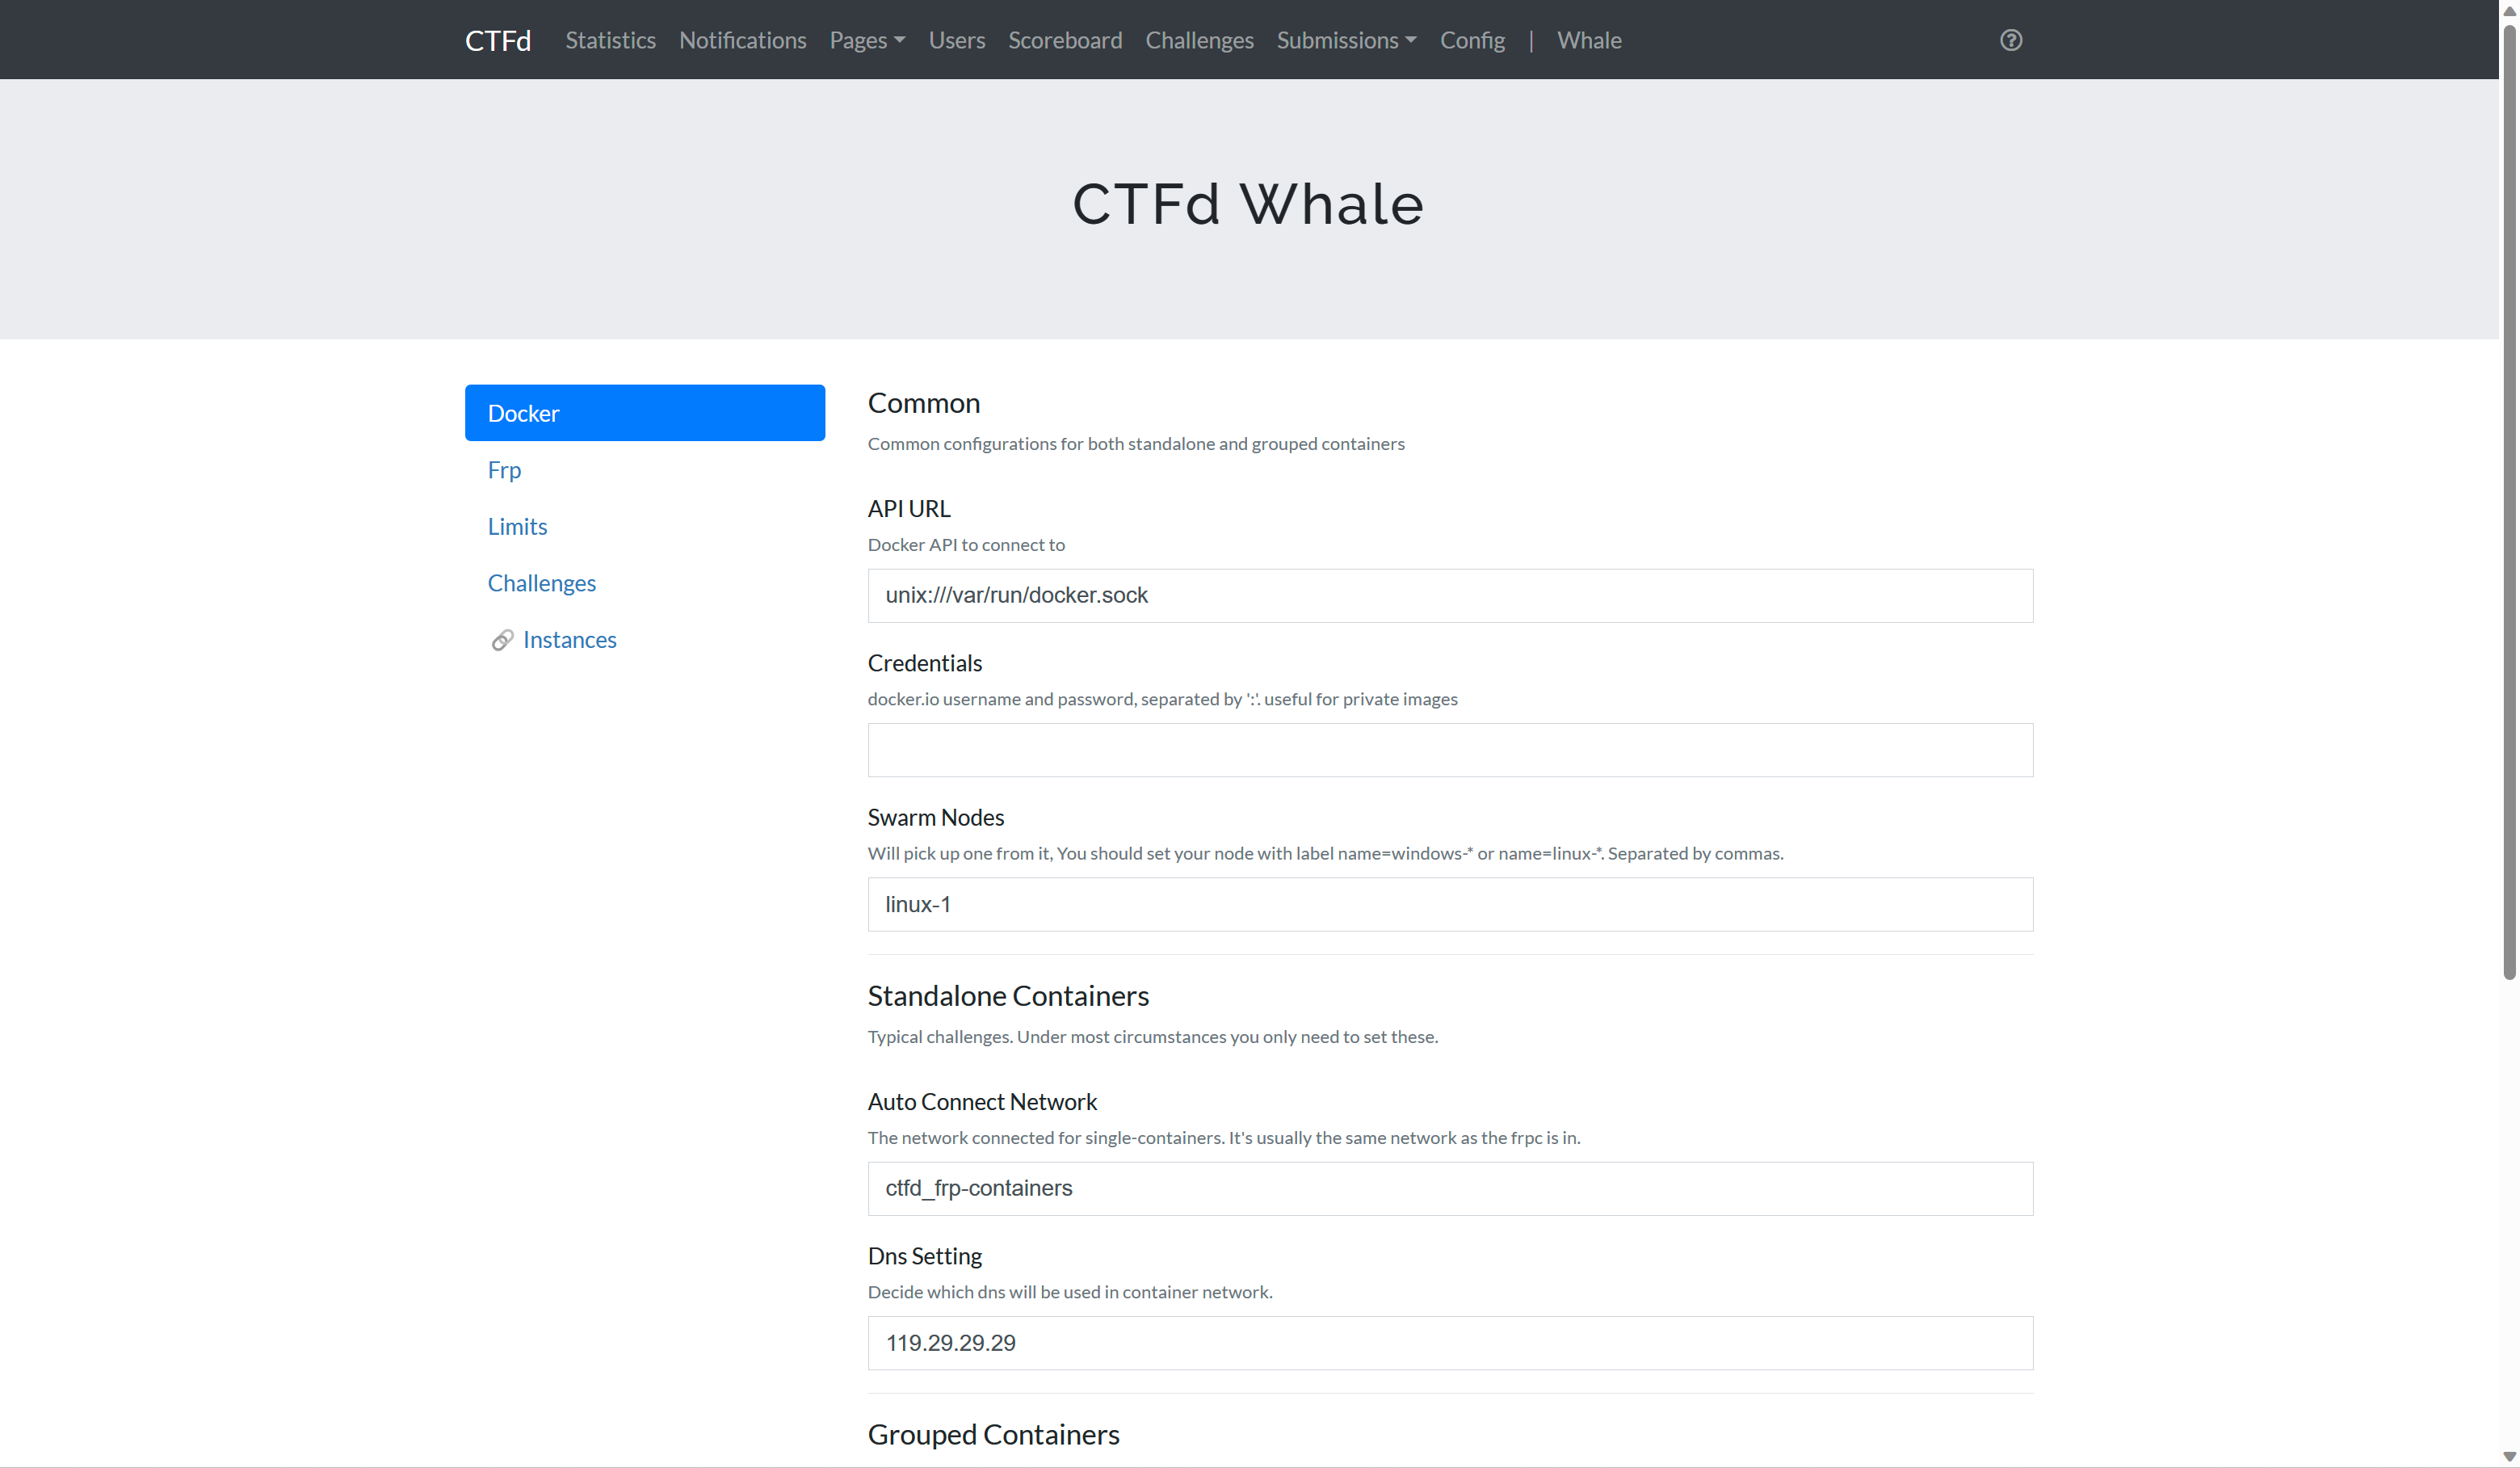 CTFd Statistics Notifications Pages Users Scoreboard Challenges Submissions Config | Whale
CTFd Whale
Docker
Frp
Limits
Challenges
Instances
Common
Common configurations for both standalone and grouped containers
API URL
Docker API to connect to
unix:///var/run/docker.sock
Credentials
docker.io username and password, separated by ':'. useful for private images
Swarm Nodes
Will pick up one from it, You should set your node with label name=windows-* or name=linux-*. Separated by commas.
linux-1
Standalone Containers
Typical challenges. Under most circumstances you only need to set these.
Auto Connect Network
The network connected for single-containers. It's usually the same network as the frpc is in.
ctfd_frp-containers
Dns Setting
Decide which dns will be used in container network.
119.29.29.29
Grouped Containers